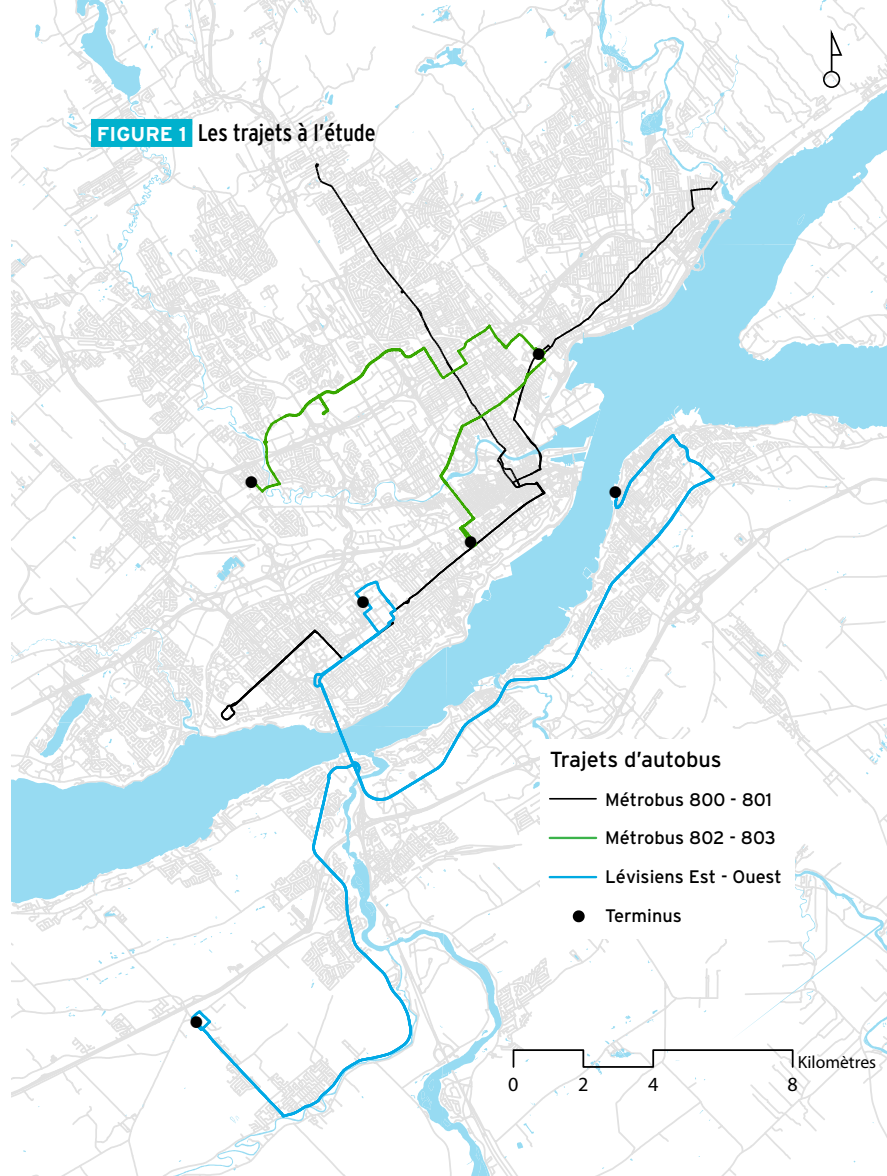 FIGURE 1 Les trajets à l'étude
Trajets d'autobus
Métrobus 800 - 801
Métrobus 802 - 803
Lévisiens Est - Ouest
Terminus
Kilomètres
0 2 4 8